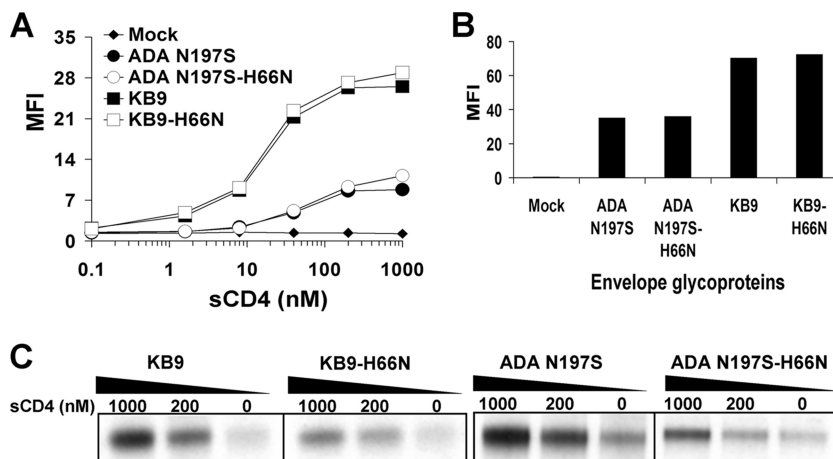 A
Mock
ADA N197S
ADA N197S-H66N
KB9
KB9-H66N
MFI
35
28
21
14
7
0
0.1 1 10 100 1000
sCD4 (nM)
B
MFI
80
60
40
20
0
Mock
ADA
N197S
ADA
N197S-
H66N
KB9
KB9-
H66N
Envelope glycoproteins
C
KB9 KB9-H66N ADA N197S ADA N197S-H66N
sCD4 (nM) 1000 200 0 1000 200 0 1000 200 0 1000 200 0